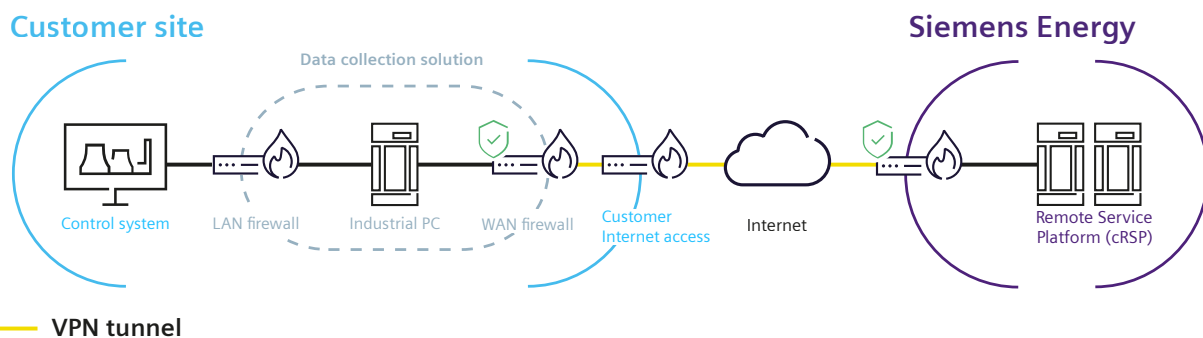 Customer site
Siemens Energy
Data collection solution
Control system
LAN firewall
Industrial PC
WAN firewall
Customer
Internet access
Internet
Remote Service
Platform (cRSP)
VPN tunnel